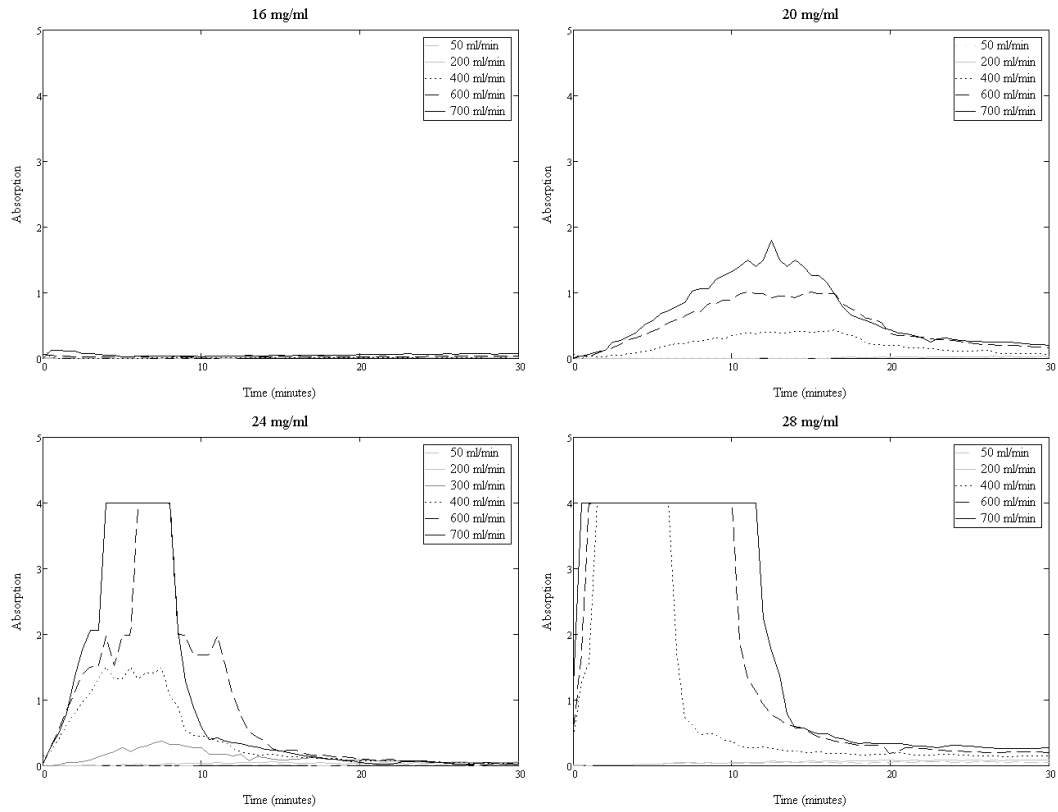 16 mg/ml
5
4
3
2
1
0
0
10
20
30
Absorption
Time (minutes)
50 ml/min
200 ml/min
400 ml/min
600 ml/min
700 ml/min
20 mg/ml
5
4
3
2
1
0
0
10
20
30
Absorption
Time (minutes)
50 ml/min
200 ml/min
400 ml/min
600 ml/min
700 ml/min
24 mg/ml
5
4
3
2
1
0
0
10
20
30
Absorption
Time (minutes)
50 ml/min
200 ml/min
300 ml/min
400 ml/min
600 ml/min
700 ml/min
28 mg/ml
5
4
3
2
1
0
0
10
20
30
Absorption
Time (minutes)
50 ml/min
200 ml/min
400 ml/min
600 ml/min
700 ml/min